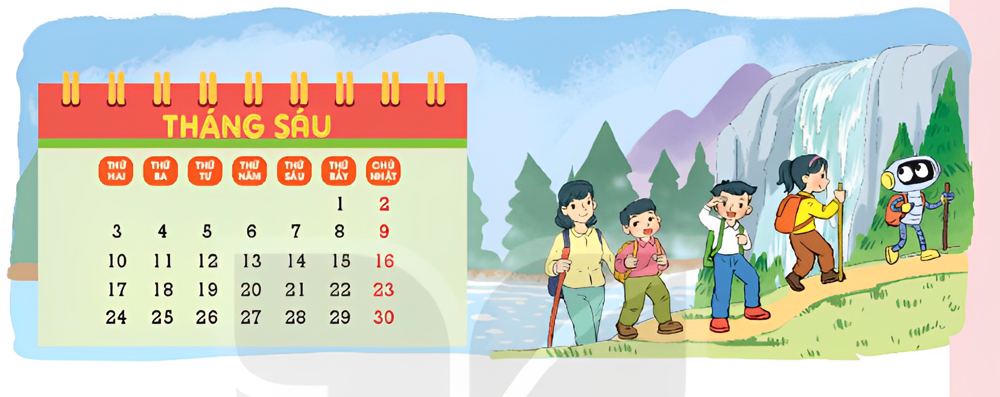 THÁNG SÁU
THỨ HAI THỨ BA THỨ TƯ THỨ NĂM THỨ SÁU THỨ BẢY CHỦ NHẬT
1 2
3 4 5 6 7 8 9
10 11 12 13 14 15 16
17 18 19 20 21 22 23
24 25 26 27 28 29 30